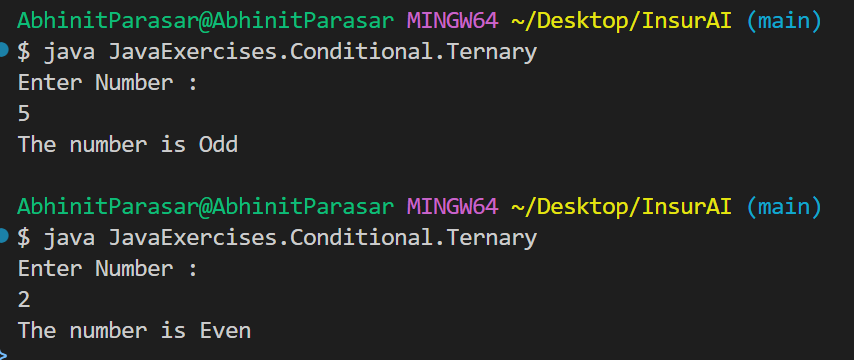 AbhinitParasar@AbhinitParasar MINGW64 ~/Desktop/InsurAI (main)
$ java JavaExercises.Conditional.Ternary
Enter Number :
5
The number is Odd
AbhinitParasar@AbhinitParasar MINGW64 ~/Desktop/InsurAI (main)
$ java JavaExercises.Conditional.Ternary
Enter Number :
2
The number is Even